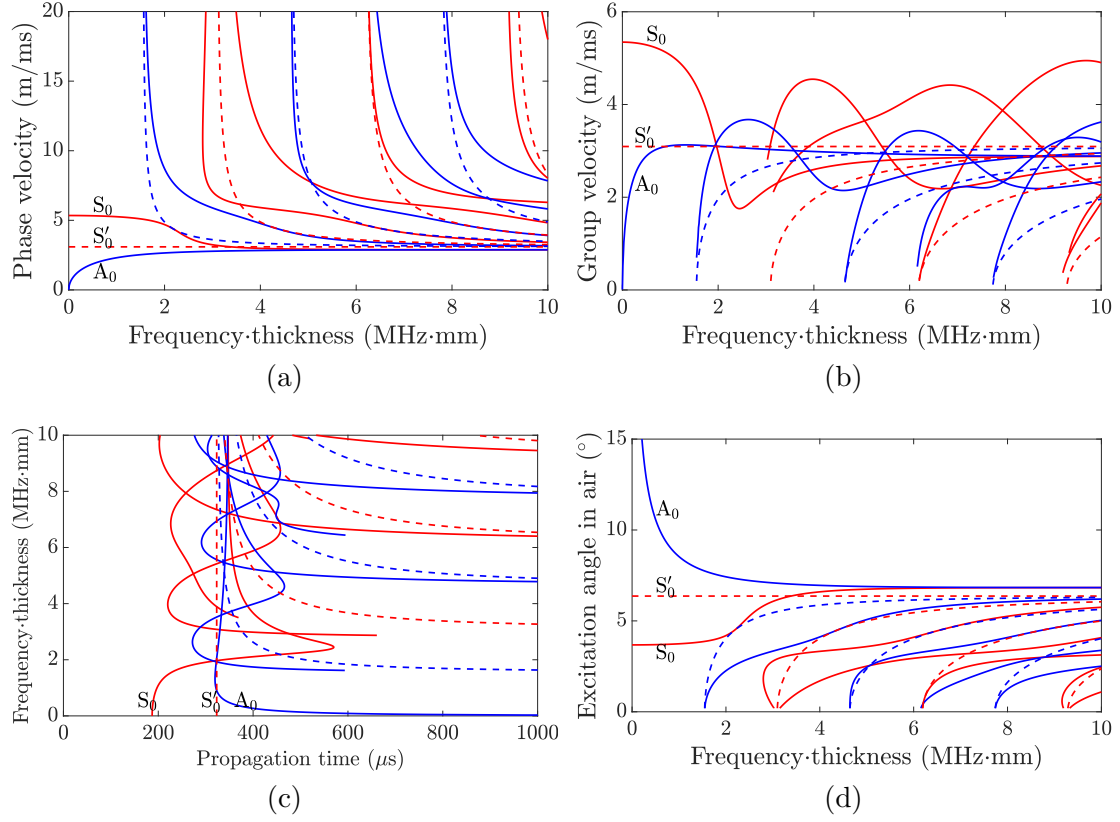 20
15
10
5
0
Phase velocity (m/ms)
S₀
S′₀
A₀
0 2 4 6 8 10
Frequency·thickness (MHz·mm)
(a)
6
4
2
0
Group velocity (m/ms)
S₀
S′₀
A₀
0 2 4 6 8 10
Frequency·thickness (MHz·mm)
(b)
10
8
6
4
2
0
Frequency·thickness (MHz·mm)
S₀ S′₀ A₀
0 200 400 600 800 1000
Propagation time (μs)
(c)
15
10
5
0
Excitation angle in air (°)
A₀
S′₀
S₀
0 2 4 6 8 10
Frequency·thickness (MHz·mm)
(d)